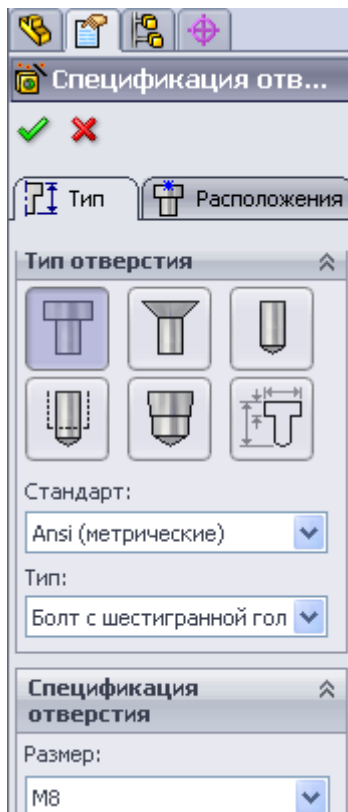 Спецификация отв...
Тип
Расположения
Тип отверстия
Стандарт:
Ansi (метрические)
Тип:
Болт с шестигранной гол
Спецификация
отверстия
Размер:
M8